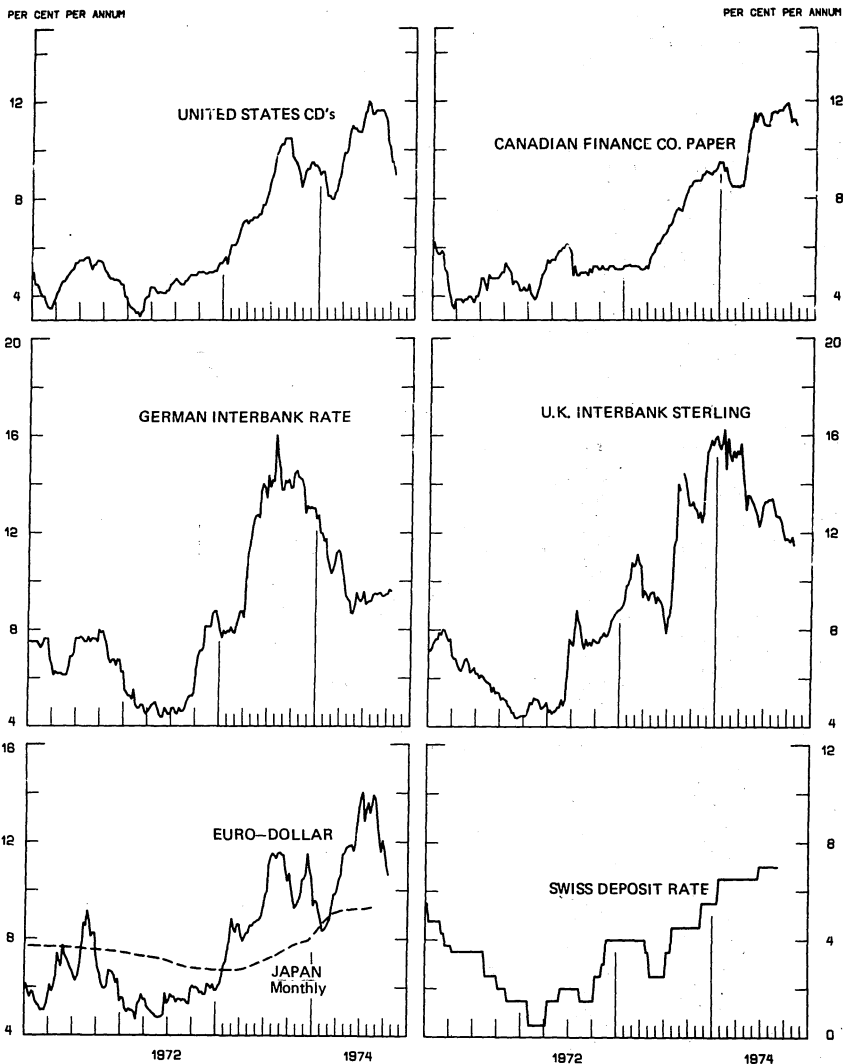 PER CENT PER ANNUM
PER CENT PER ANNUM
12
8
4
UNITED STATES CD's
CANADIAN FINANCE CO. PAPER
12
8
4
20
16
12
8
4
GERMAN INTERBANK RATE
U.K. INTERBANK STERLING
20
16
12
8
4
16
12
8
4
EURO-DOLLAR
JAPAN
Monthly
SWISS DEPOSIT RATE
12
8
4
0
1972
1974
1972
1974